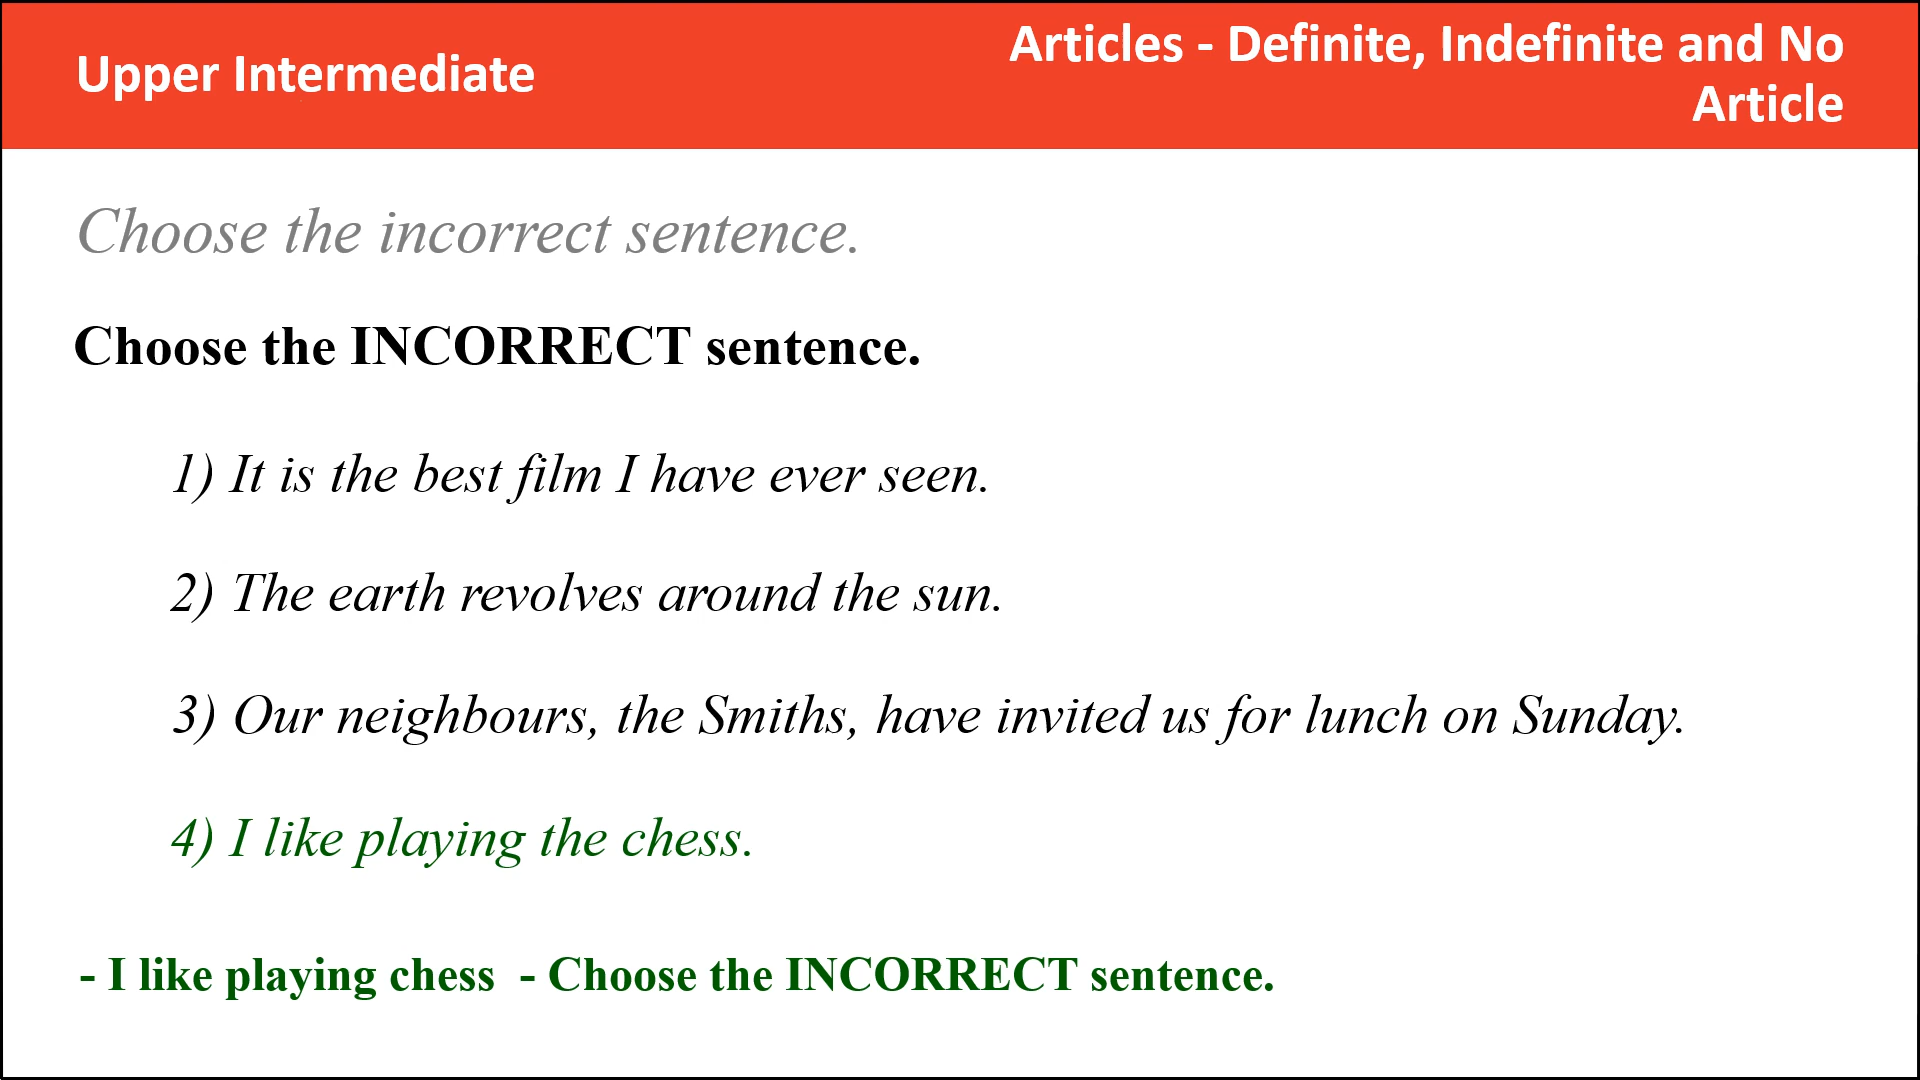 Upper Intermediate
Articles - Definite, Indefinite and No
Article
Choose the incorrect sentence.
Choose the INCORRECT sentence.
1) It is the best film I have ever seen.
2) The earth revolves around the sun.
3) Our neighbours, the Smiths, have invited us for lunch on Sunday.
4) I like playing the chess.
- I like playing chess  - Choose the INCORRECT sentence.